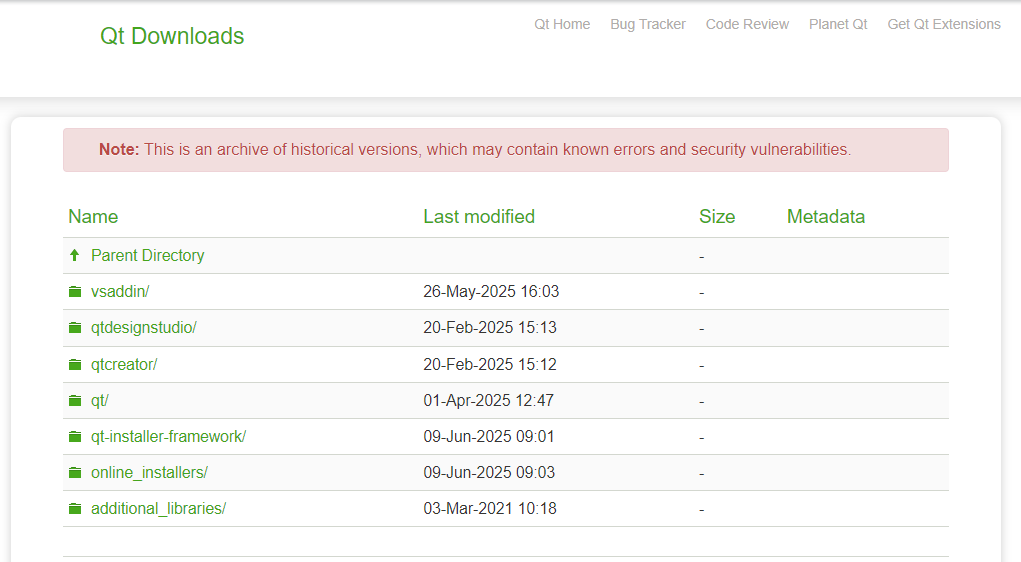 Qt Downloads
Qt Home Bug Tracker Code Review Planet Qt Get Qt Extensions
Note: This is an archive of historical versions, which may contain known errors and security vulnerabilities.
Name Last modified Size Metadata
Parent Directory -
vsaddin/ 26-May-2025 16:03 -
qtdesignstudio/ 20-Feb-2025 15:13 -
qtcreator/ 20-Feb-2025 15:12 -
qt/ 01-Apr-2025 12:47 -
qt-installer-framework/ 09-Jun-2025 09:01 -
online_installers/ 09-Jun-2025 09:03 -
additional_libraries/ 03-Mar-2021 10:18 -